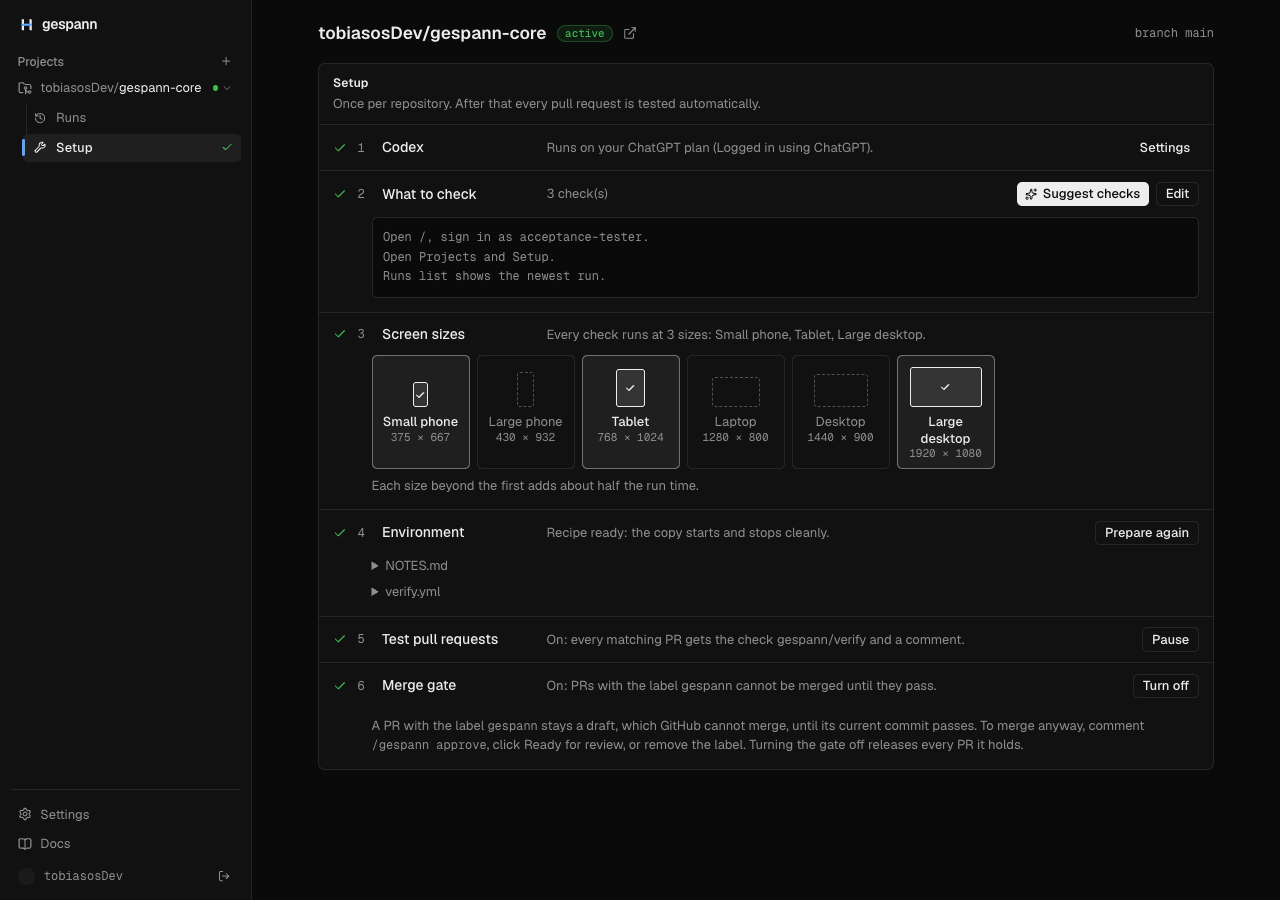 gespann
Projects
tobiasosDev/gespann-core
Runs
Setup
Settings
Docs
tobiasosDev
tobiasosDev/gespann-core active
branch main
Setup
Once per repository. After that every pull request is tested automatically.
1 Codex Runs on your ChatGPT plan (Logged in using ChatGPT). Settings
2 What to check 3 check(s) Suggest checks Edit
Open /, sign in as acceptance-tester.
Open Projects and Setup.
Runs list shows the newest run.
3 Screen sizes Every check runs at 3 sizes: Small phone, Tablet, Large desktop.
Small phone
375 × 667
Large phone
430 × 932
Tablet
768 × 1024
Laptop
1280 × 800
Desktop
1440 × 900
Large
desktop
1920 × 1080
Each size beyond the first adds about half the run time.
4 Environment Recipe ready: the copy starts and stops cleanly. Prepare again
NOTES.md
verify.yml
5 Test pull requests On: every matching PR gets the check gespann/verify and a comment. Pause
6 Merge gate On: PRs with the label gespann cannot be merged until they pass. Turn off
A PR with the label gespann stays a draft, which GitHub cannot merge, until its current commit passes. To merge anyway, comment
/gespann approve, click Ready for review, or remove the label. Turning the gate off releases every PR it holds.